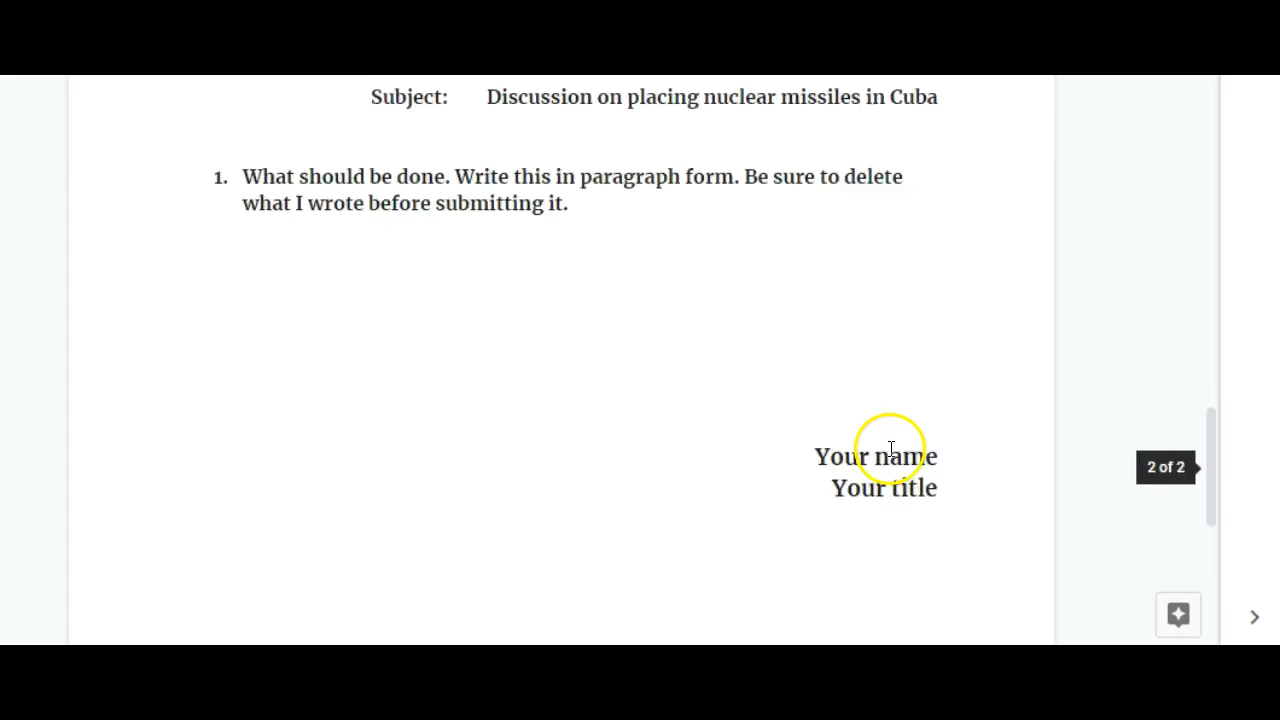 Subject: Discussion on placing nuclear missiles in Cuba
1. What should be done. Write this in paragraph form. Be sure to delete
what I wrote before submitting it.
Your name
2 of 2
Your title